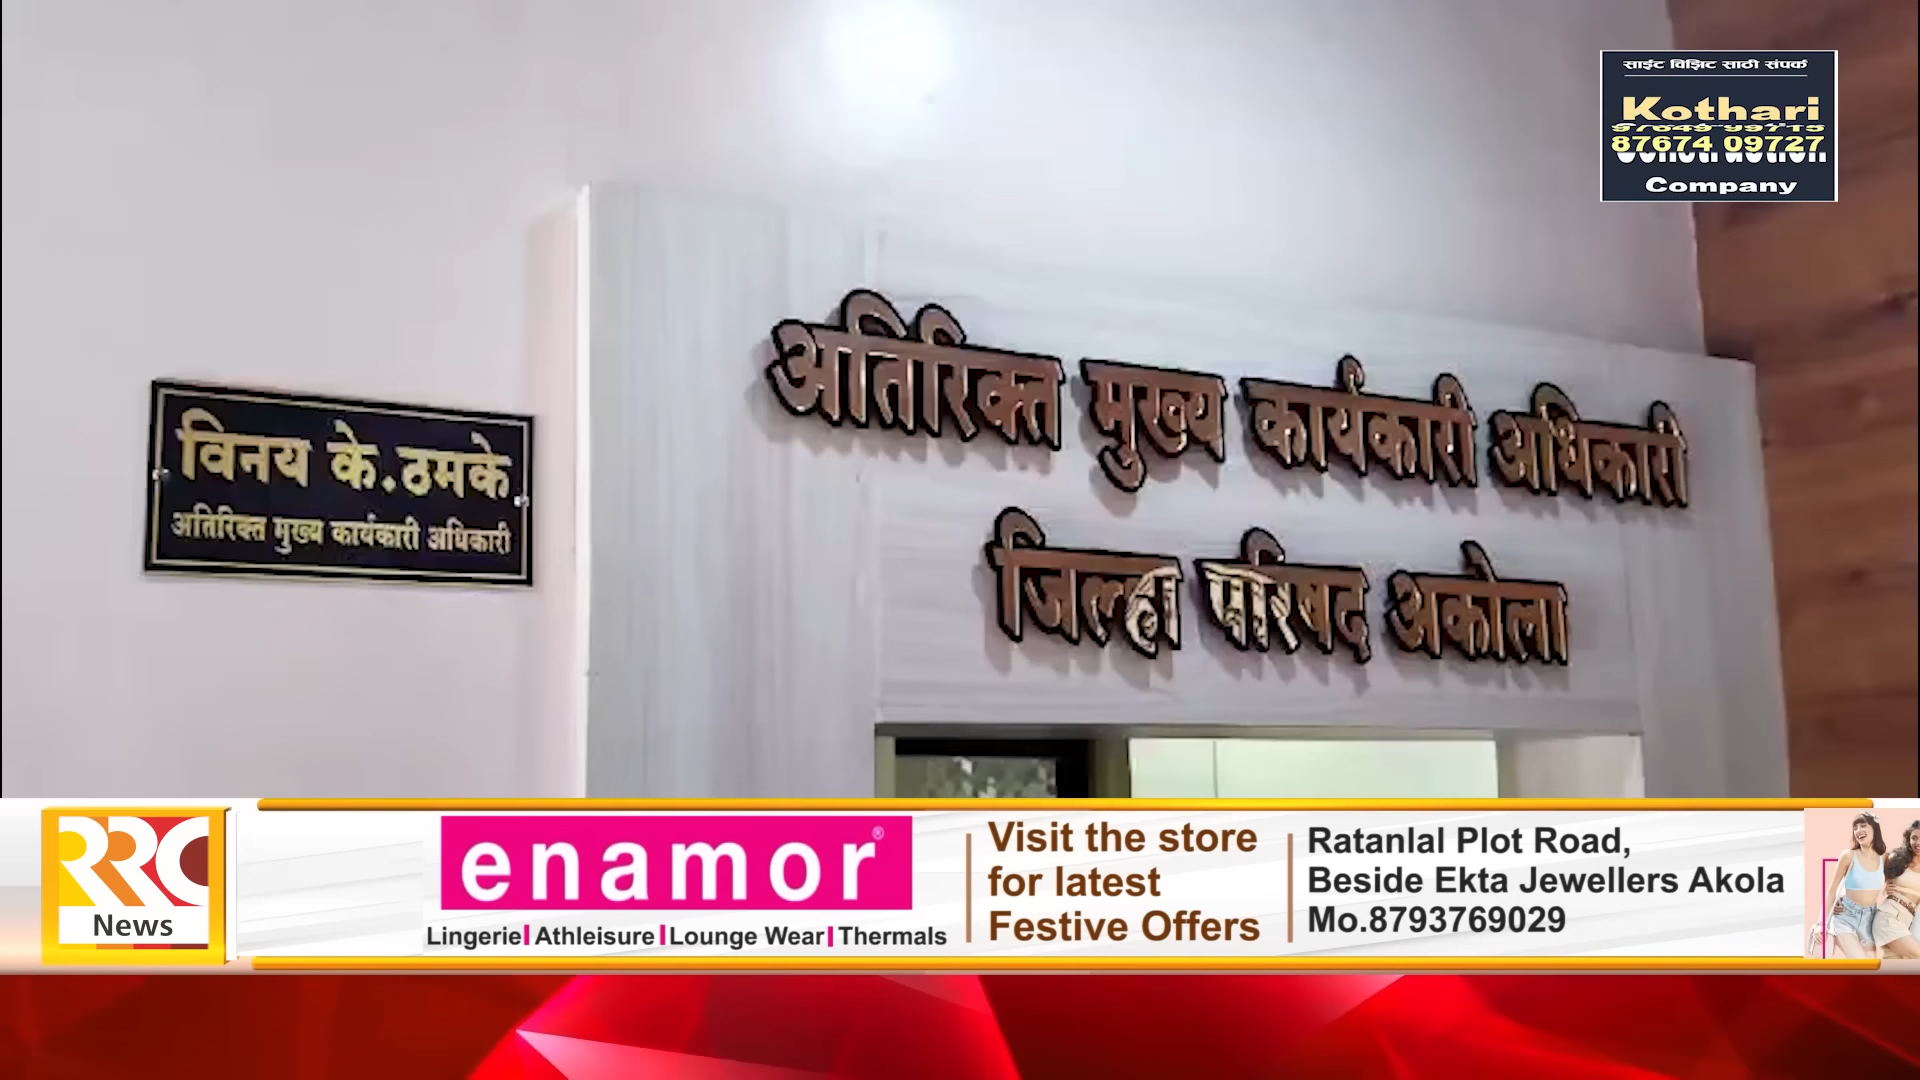 साईट विझिट साठी संपर्क
Kothari
87674 09727
Company
अतिरिक्त मुख्य कार्यकारी अधिकारी
जिल्हा परिषद अकोला
विनय के. ठमके
अतिरिक्त मुख्य कार्यकारी अधिकारी
RRC
News
enamor®
Lingerie Athleisure Lounge Wear Thermals
Visit the store
for latest
Festive Offers
Ratanlal Plot Road,
Beside Ekta Jewellers Akola
Mo.8793769029